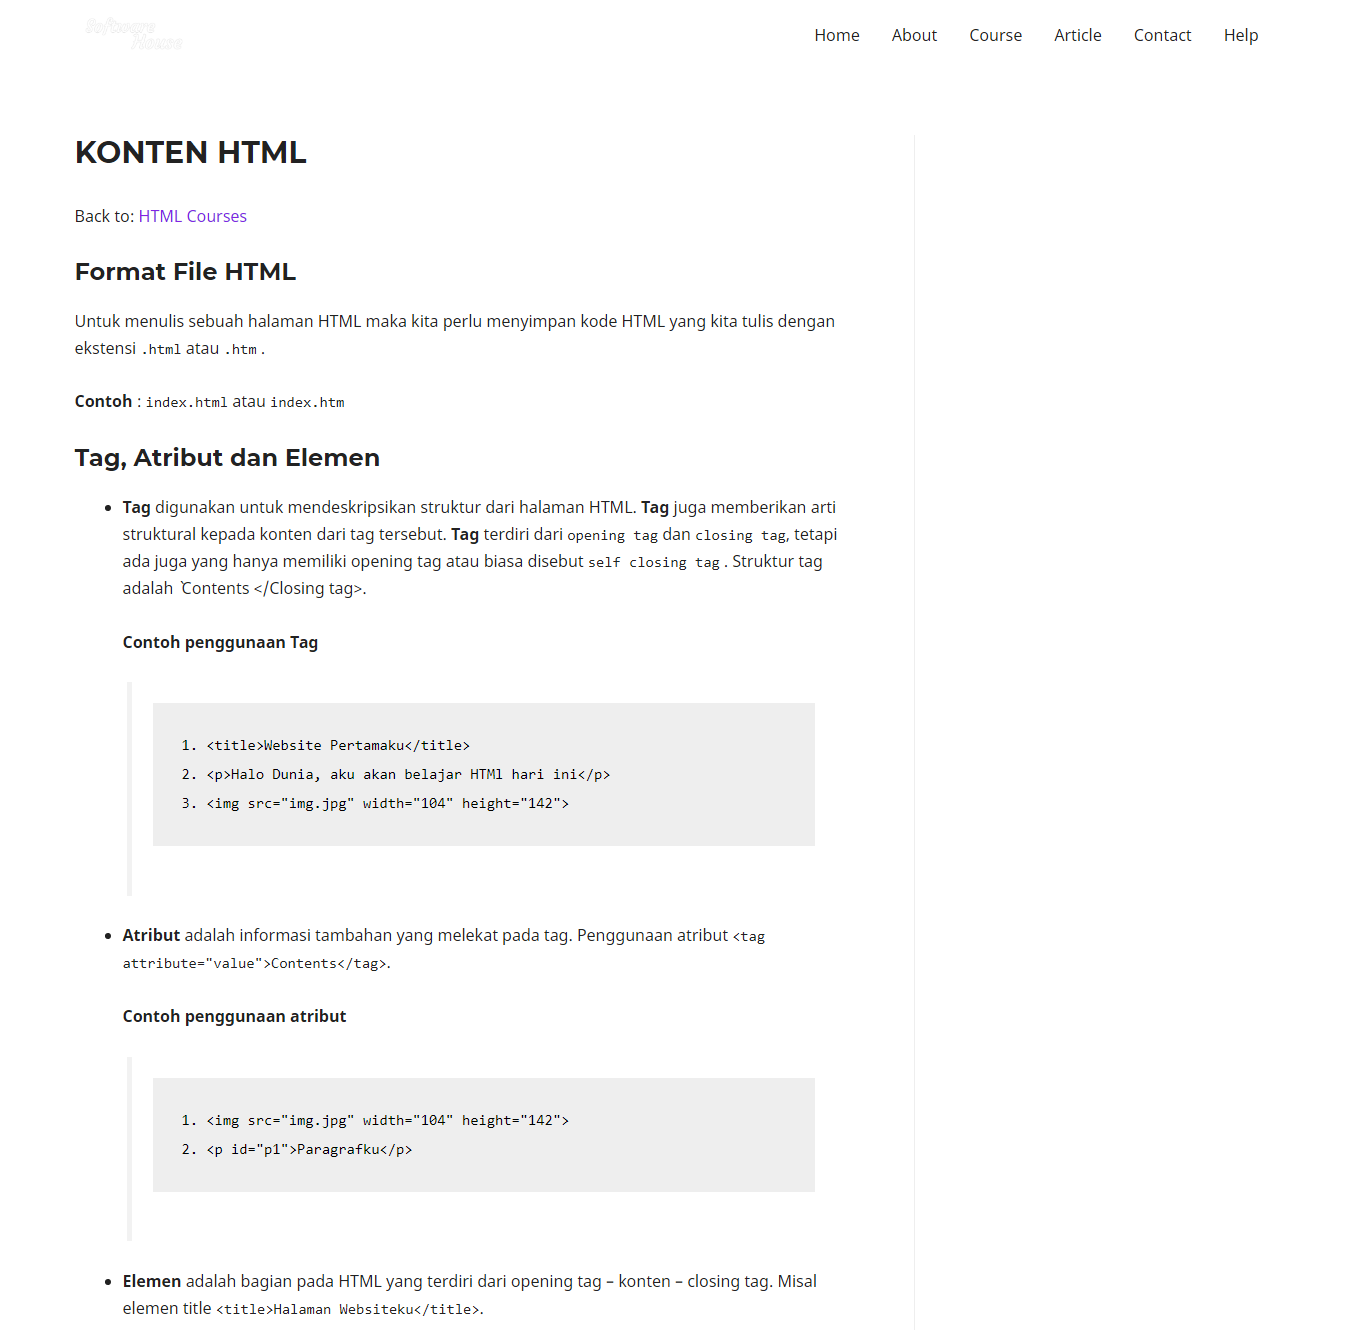 Software
House
Home About Course Article Contact Help
KONTEN HTML
Back to: HTML Courses
Format File HTML
Untuk menulis sebuah halaman HTML maka kita perlu menyimpan kode HTML yang kita tulis dengan
ekstensi .html atau .htm .
Contoh : index.html atau index.htm
Tag, Atribut dan Elemen
• Tag digunakan untuk mendeskripsikan struktur dari halaman HTML. Tag juga memberikan arti
struktural kepada konten dari tag tersebut. Tag terdiri dari opening tag dan closing tag, tetapi
ada juga yang hanya memiliki opening tag atau biasa disebut self closing tag . Struktur tag
adalah `Contents </Closing tag>.
Contoh penggunaan Tag
1. <title>Website Pertamaku</title>
2. <p>Halo Dunia, aku akan belajar HTMl hari ini</p>
3. <img src="img.jpg" width="104" height="142">
• Atribut adalah informasi tambahan yang melekat pada tag. Penggunaan atribut <tag
attribute="value">Contents</tag>.
Contoh penggunaan atribut
1. <img src="img.jpg" width="104" height="142">
2. <p id="p1">Paragrafku</p>
• Elemen adalah bagian pada HTML yang terdiri dari opening tag – konten – closing tag. Misal
elemen title <title>Halaman Websiteku</title>.